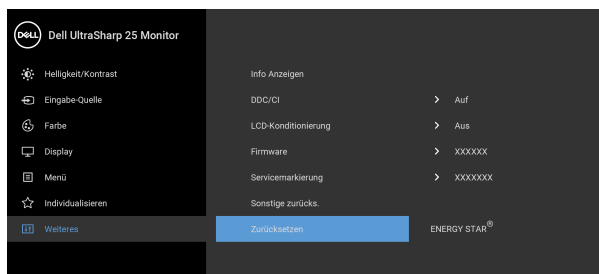 DELL Dell UltraSharp 25 Monitor
Helligkeit/Kontrast
Eingabe-Quelle
Farbe
Display
Menü
Individualisieren
Weiteres
Info Anzeigen
DDC/CI > Auf
LCD-Konditionierung > Aus
Firmware > XXXXXX
Servicemarkierung > XXXXXXX
Sonstige zurücks.
Zurücksetzen ENERGY STAR®